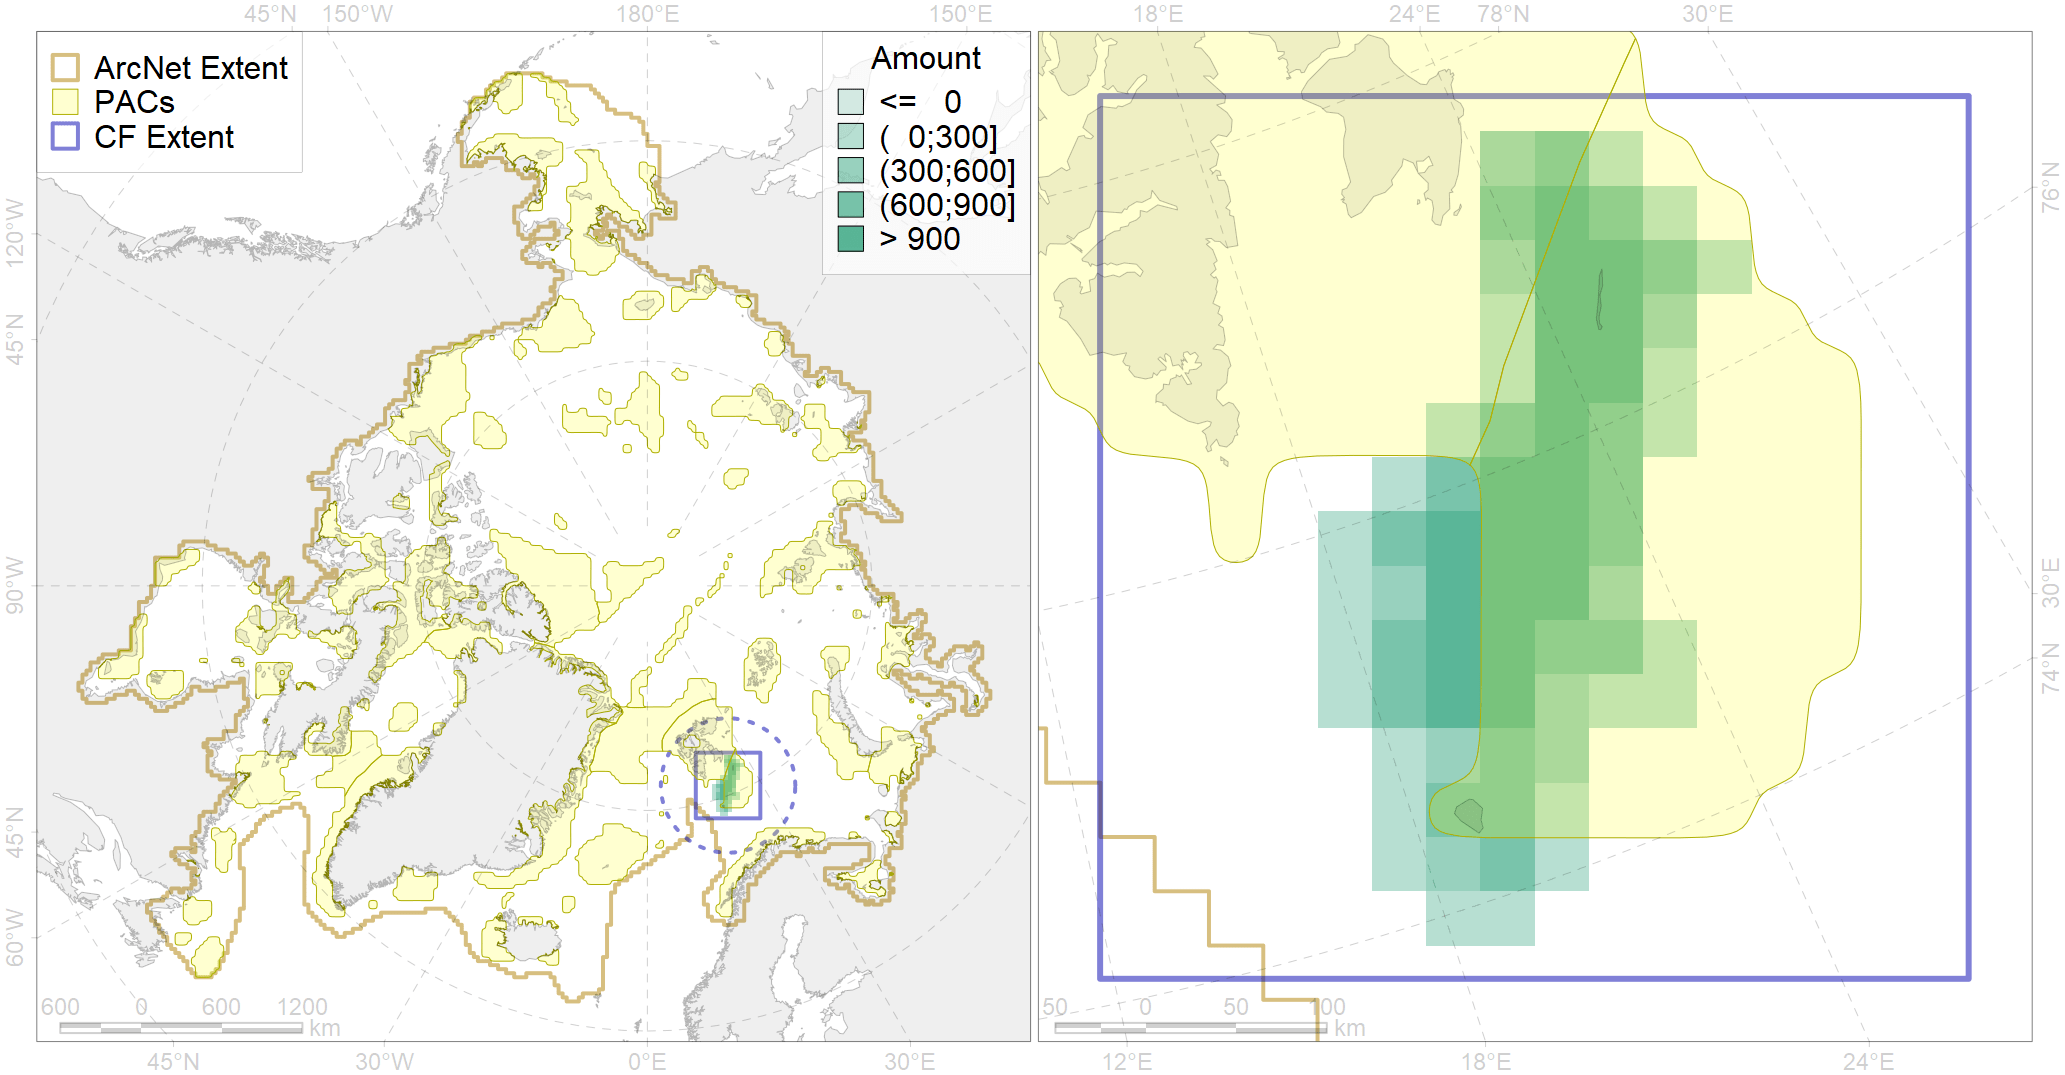 45°N 150°W 180°E 150°E 18°E 24°E 78°N 30°E
ArcNet Extent
PACs
CF Extent
Amount
<= 0
( 0;300]
(300;600]
(600;900]
> 900
120°W
45°N
90°W
45°N
60°W
76°N
30°E
74°N
600 0 600 1200
km
50 0 50 100
km
45°N 30°W 0°E 30°E 12°E 18°E 24°E